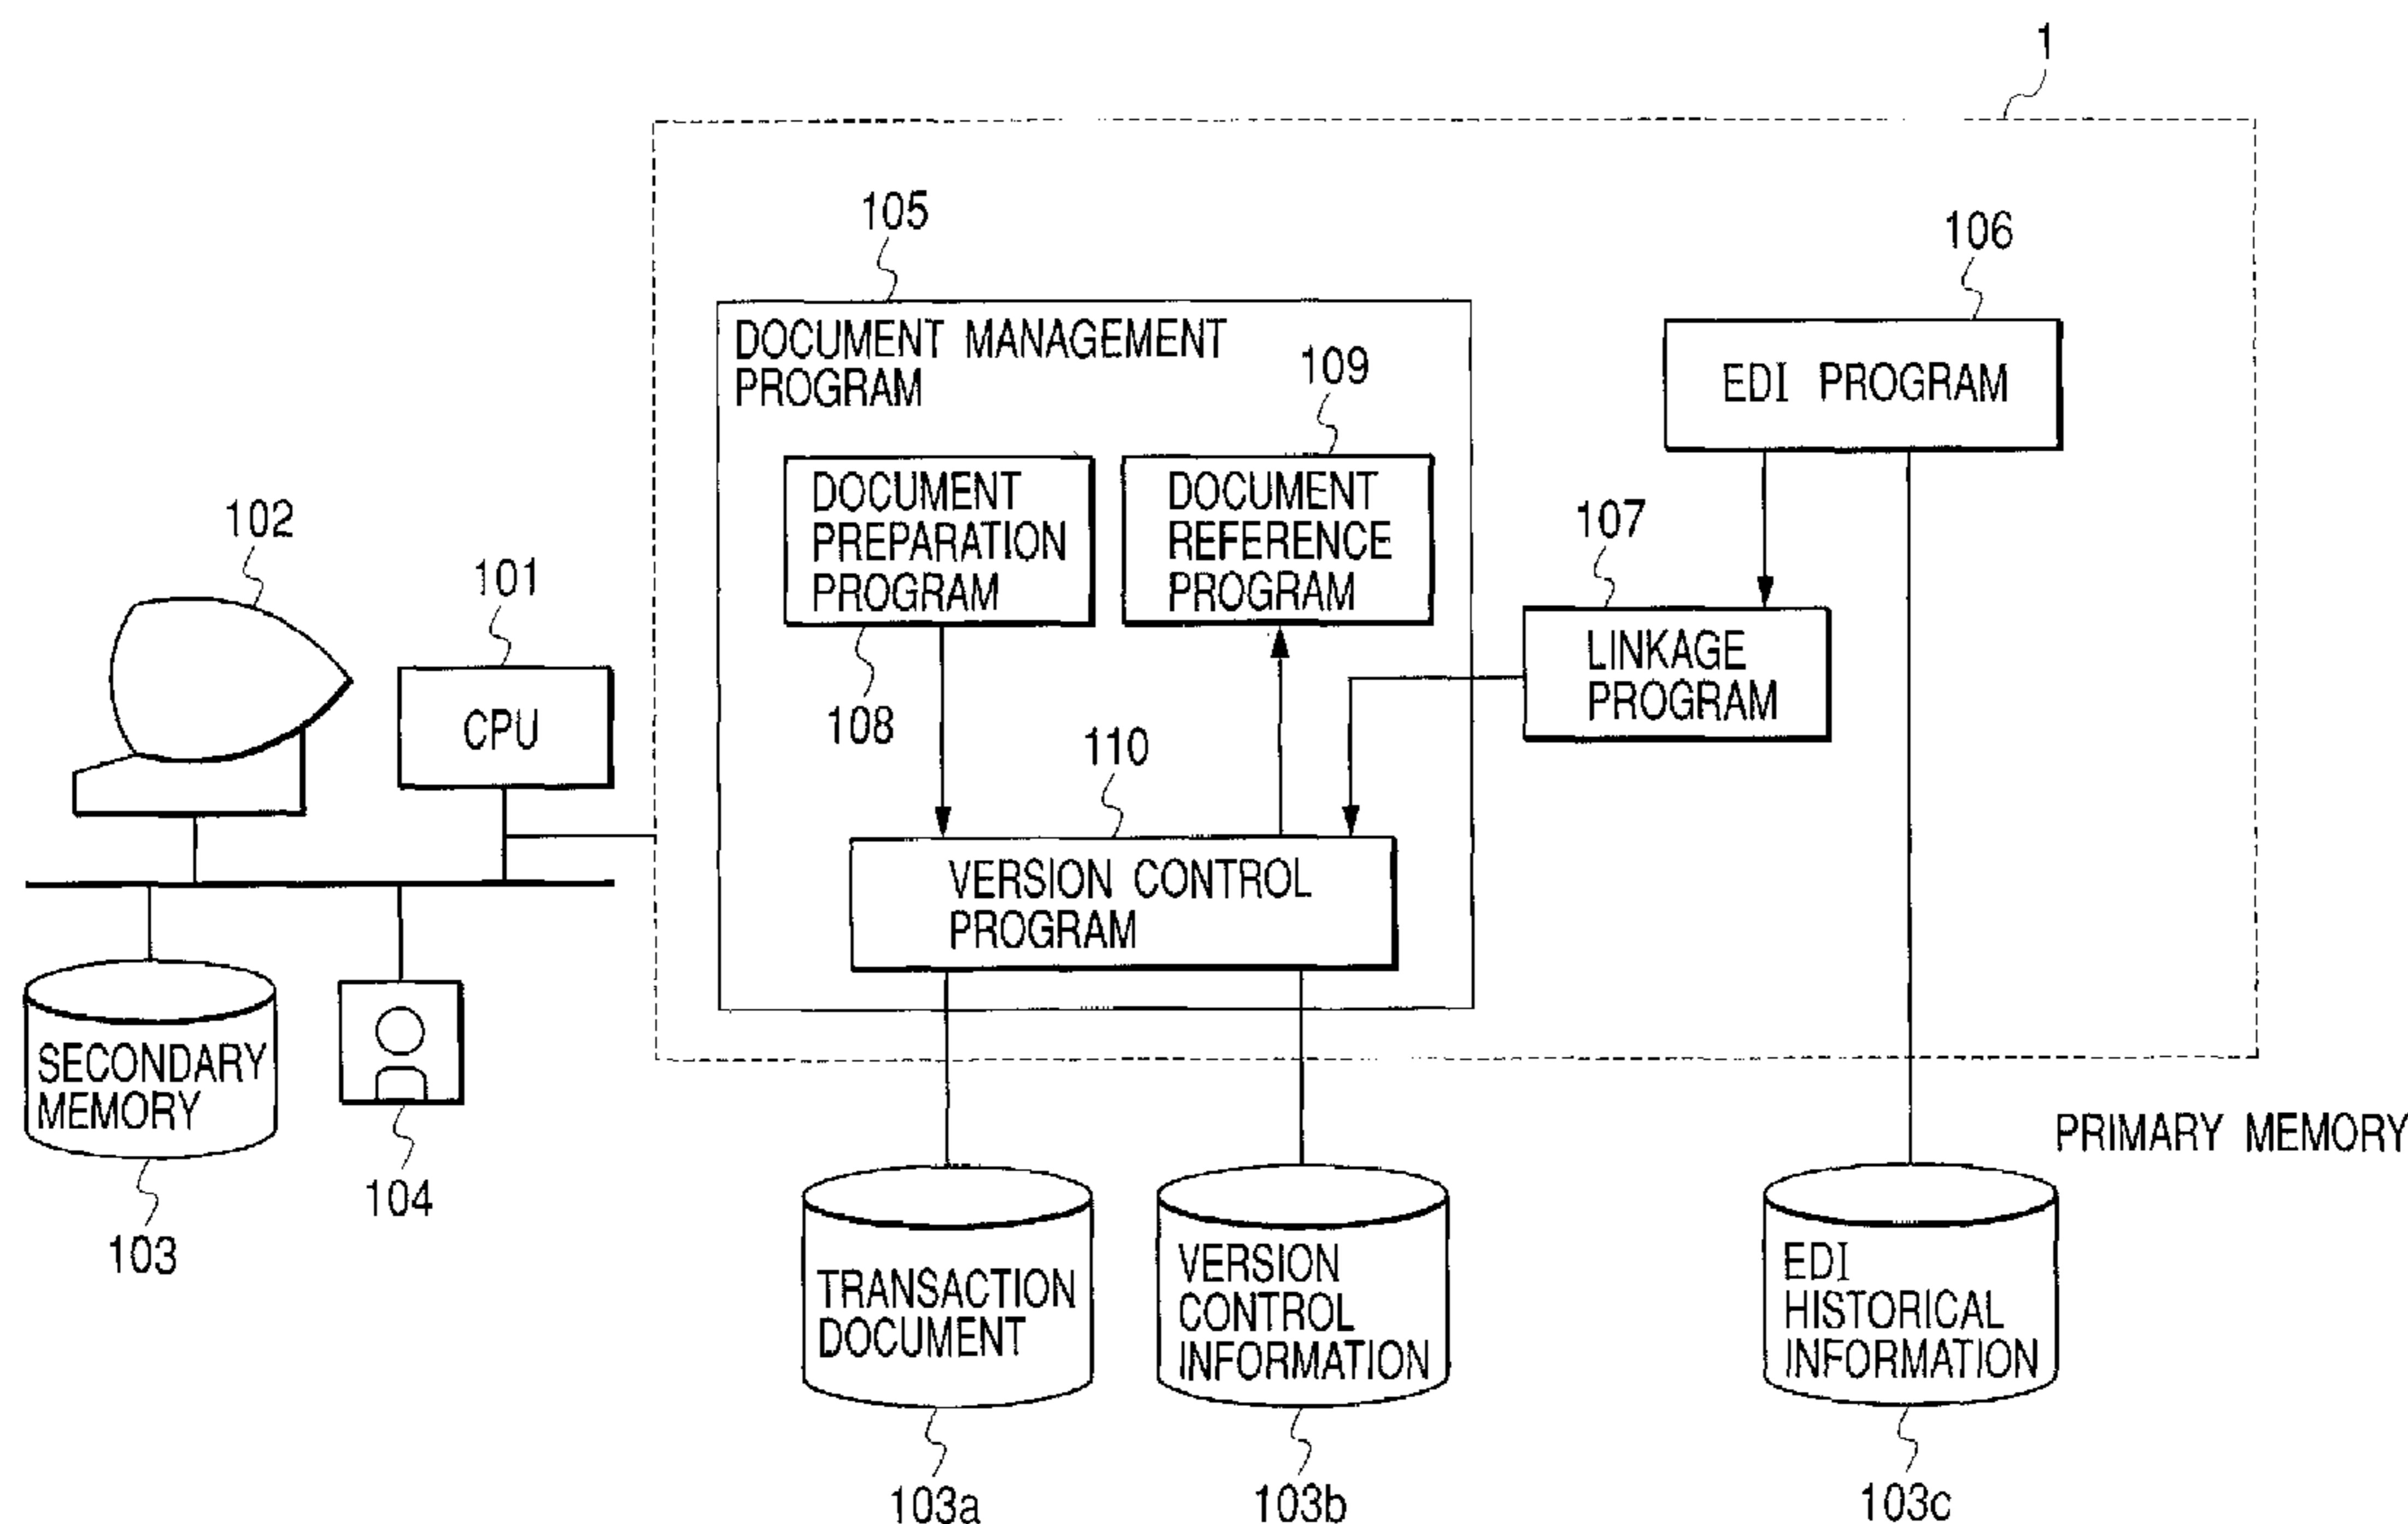 1
105
106
DOCUMENT MANAGEMENT
PROGRAM
109
EDI PROGRAM
102
101
DOCUMENT
PREPARATION
PROGRAM
DOCUMENT
REFERENCE
PROGRAM
107
LINKAGE
PROGRAM
CPU
108
110
VERSION CONTROL
PROGRAM
SECONDARY
MEMORY
104
103
PRIMARY MEMORY
TRANSACTION
DOCUMENT
VERSION
CONTROL
INFORMATION
EDI
HISTORICAL
INFORMATION
103a
103b
103c